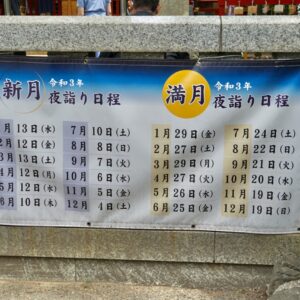 新月 令和3年 夜詣り日程
月 13日(水)
2月 12日(金)
3月 13日(土)
4月 12日(月)
5月 12日(水)
6月 10日(木)
7月 10日(土)
8月 8日(日)
9月 7日(火)
10月 6日(水)
11月 5日(金)
12月 4日(土)
満月 令和3年 夜詣り日程
1月 29日(金)
2月 27日(土)
3月 29日(月)
4月 27日(火)
5月 26日(水)
6月 25日(金)
7月 24日(土)
8月 22日(日)
9月 21日(火)
10月 20日(水)
11月 19日(金)
12月 19日(日)